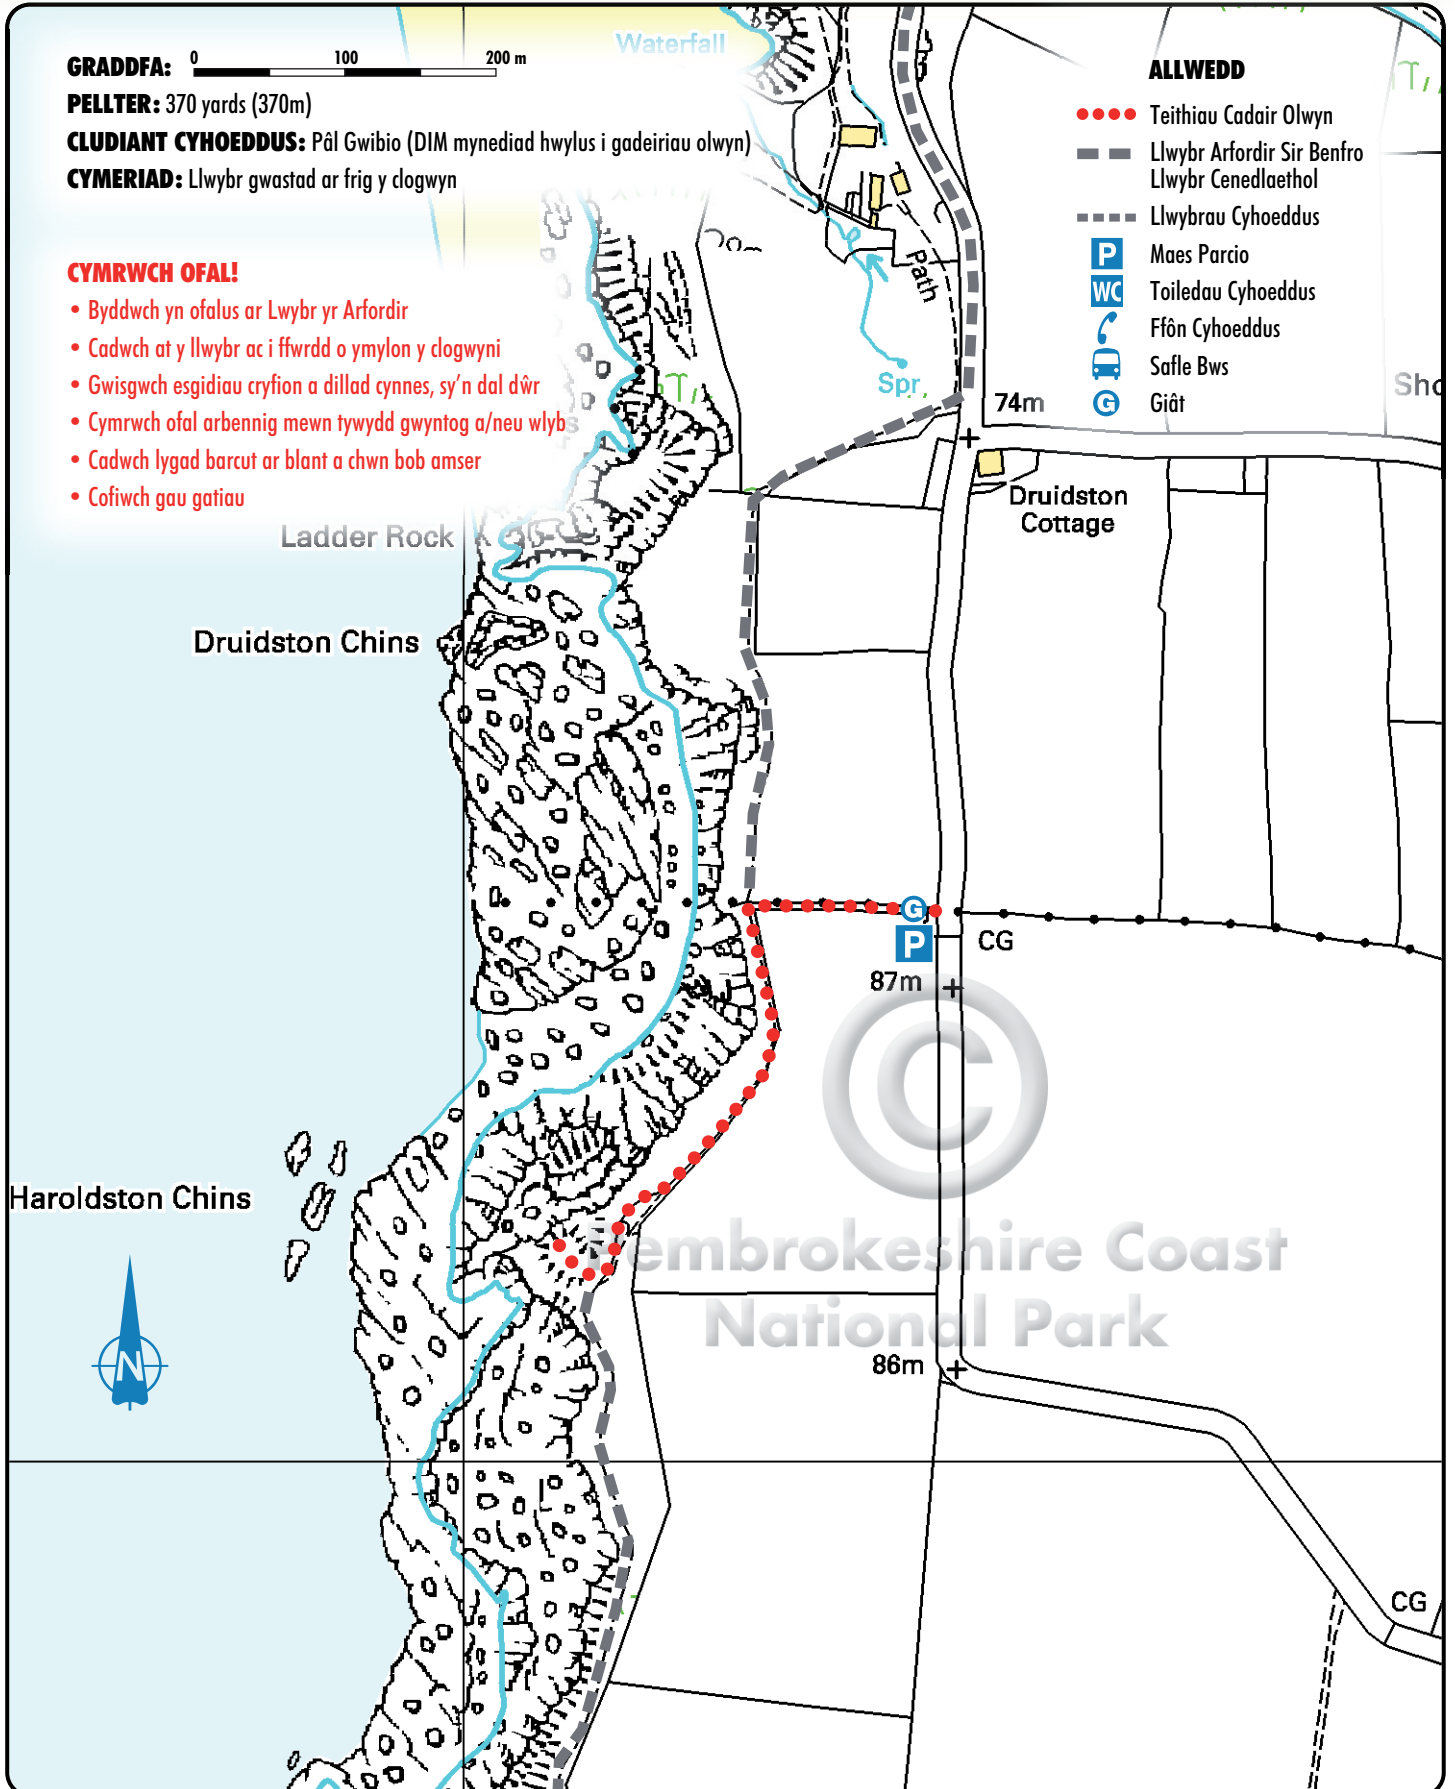 GRADDFA: 0 100 200 m
PELLTER: 370 yards (370m)
CLUDIANT CYHOEDDUS: Pâl Gwibio (DIM mynediad hwylus i gadeiriau olwyn)
CYMERIAD: Llwybr gwastad ar frig y clogwyn
CYMRWCH OFAL!
• Byddwch yn ofalus ar Lwybr yr Arfordir
• Cadwch at y llwybr ac i ffwrdd o ymylon y clogwyni
• Gwisgwch esgidiau cryfion a dillad cynnes, sy'n dal dŵr
• Cymrwch ofal arbennig mewn tywydd gwyntog a/neu wlyb
• Cadwch lygad barcut ar blant a chwn bob amser
• Cofiwch gau gatiau
ALLWEDD
Teithiau Cadair Olwyn
Llwybr Arfordir Sir Benfro
Llwybr Cenedlaethol
Llwybrau Cyhoeddus
P Maes Parcio
WC Toiledau Cyhoeddus
Ffôn Cyhoeddus
Safle Bws
G Giât
Waterfall
Path
Spr
74m
Druidston
Cottage
Ladder Rock
Druidston Chins
G
P
CG
87m
©
Haroldston Chins
Pembrokeshire Coast
National Park
N
86m
CG